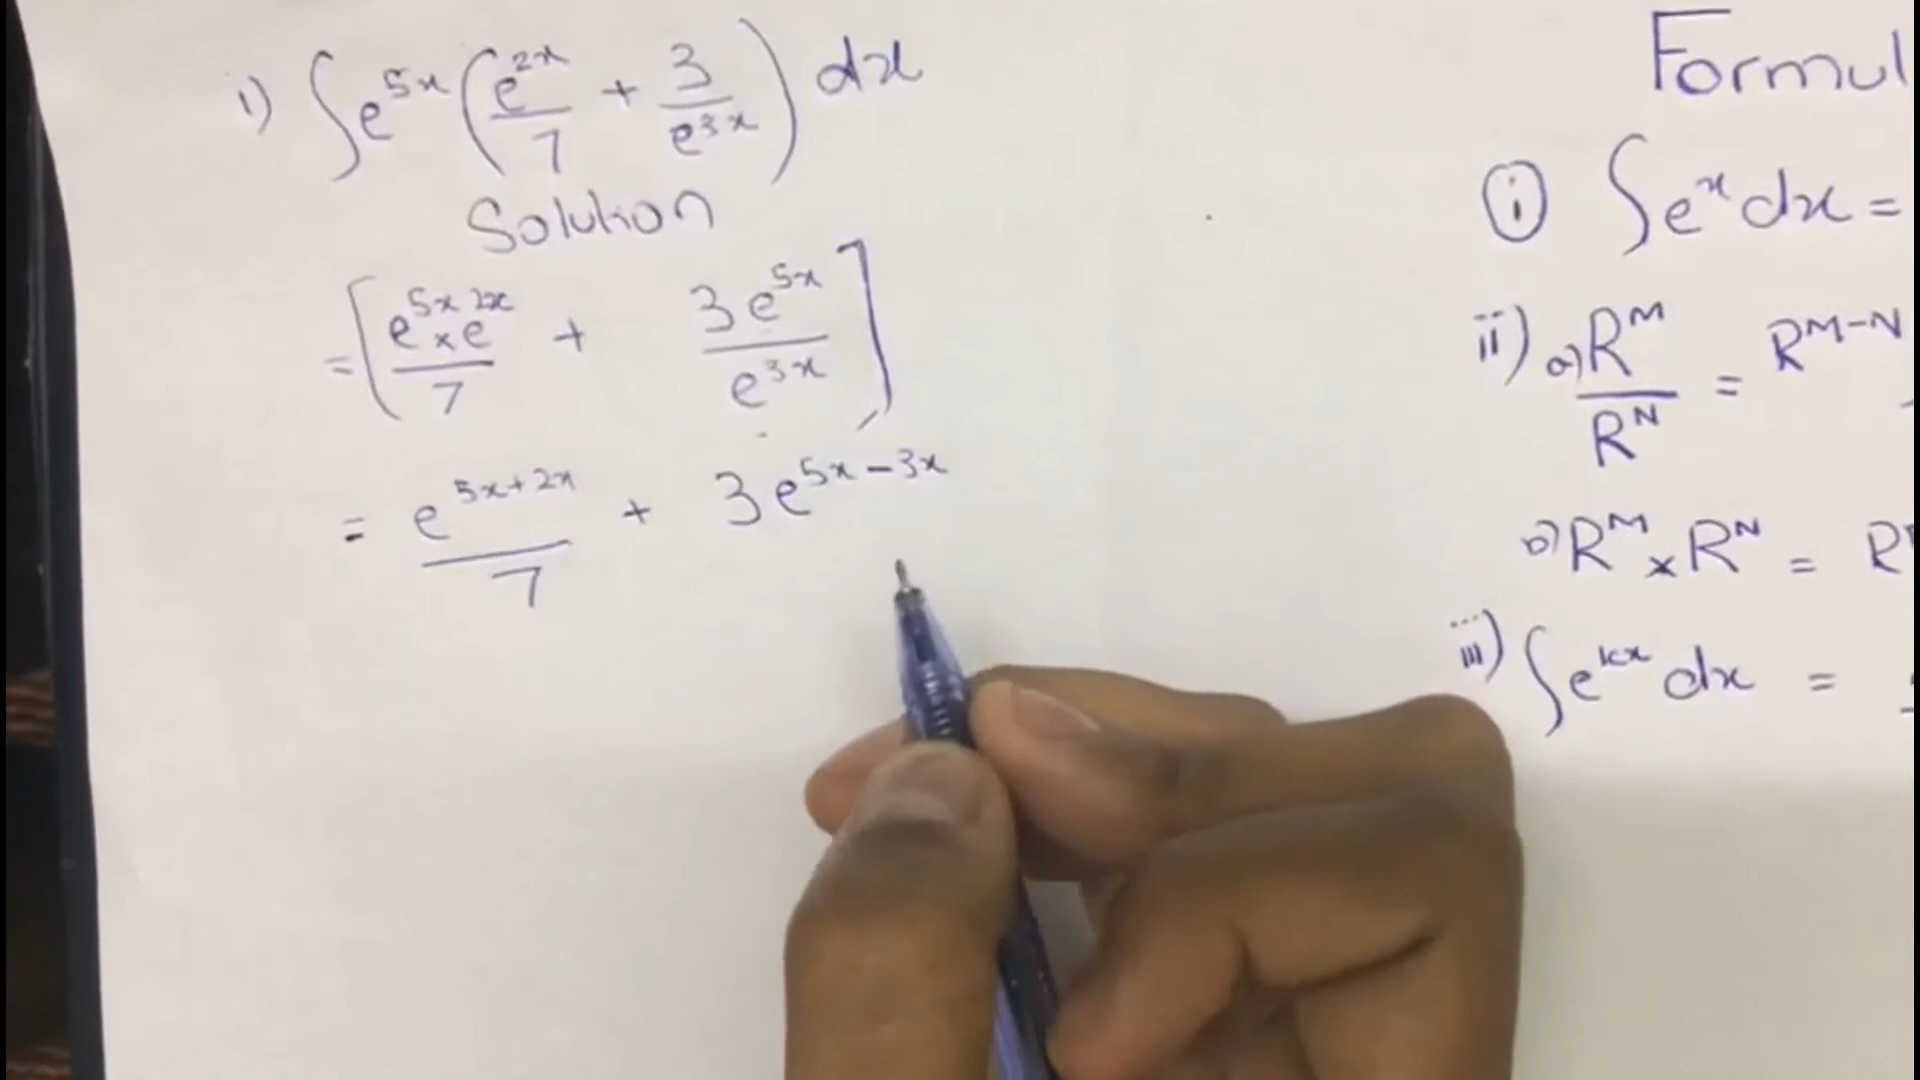 i) ∫e^5x (e^2x/7 + 3/e^3x) dx
Solution
= [e^5x × e^2x/7 + 3e^5x/e^3x]
= e^5x+2x/7 + 3e^5x-3x
Formul
i ∫e^x dx =
ii) a) R^M/R^N = R^M-N
b) R^M × R^N = R
iii) ∫e^kx dx =